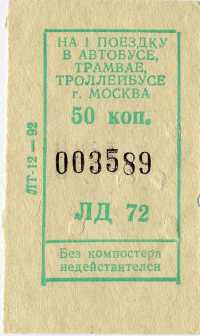 НА 1 ПОЕЗДКУ
В АВТОБУСЕ,
ТРАМВАЕ,
ТРОЛЛЕЙБУСЕ
г. МОСКВА
50 коп.
003589
ЛД 72
Без компостера
недействителен
ЛТ-12-92